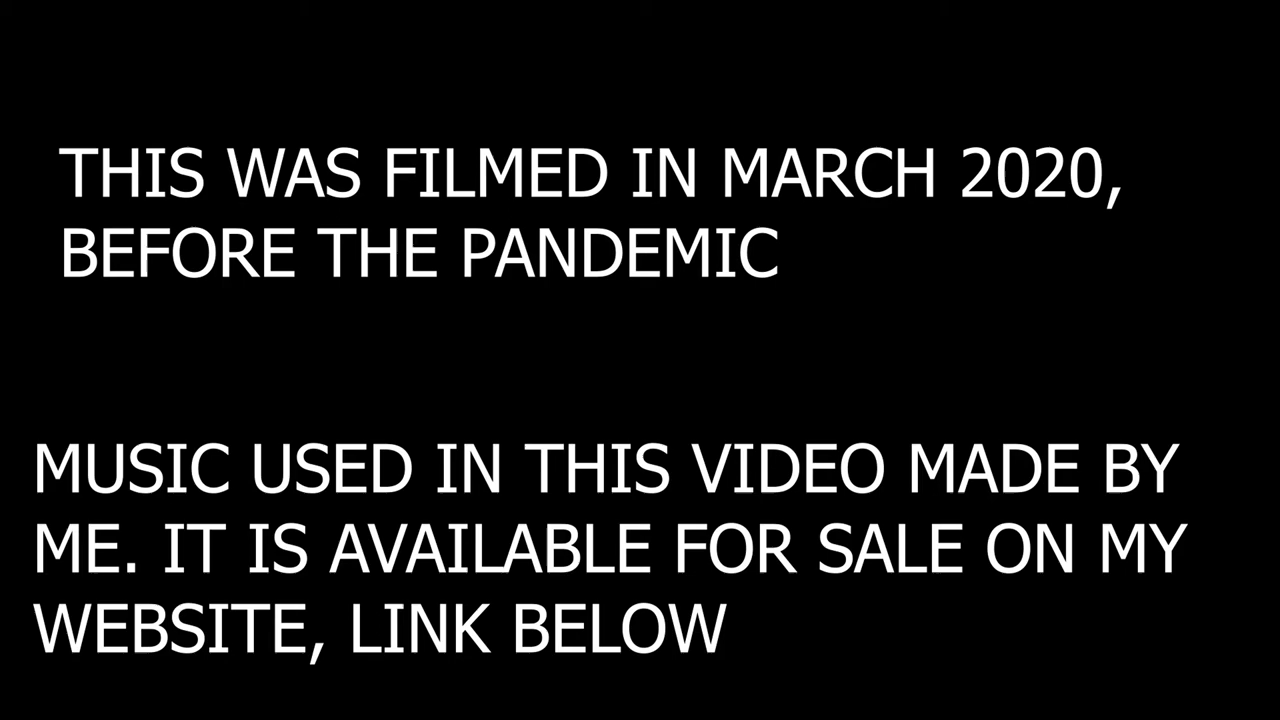 THIS WAS FILMED IN MARCH 2020,
BEFORE THE PANDEMIC
MUSIC USED IN THIS VIDEO MADE BY
ME. IT IS AVAILABLE FOR SALE ON MY
WEBSITE, LINK BELOW